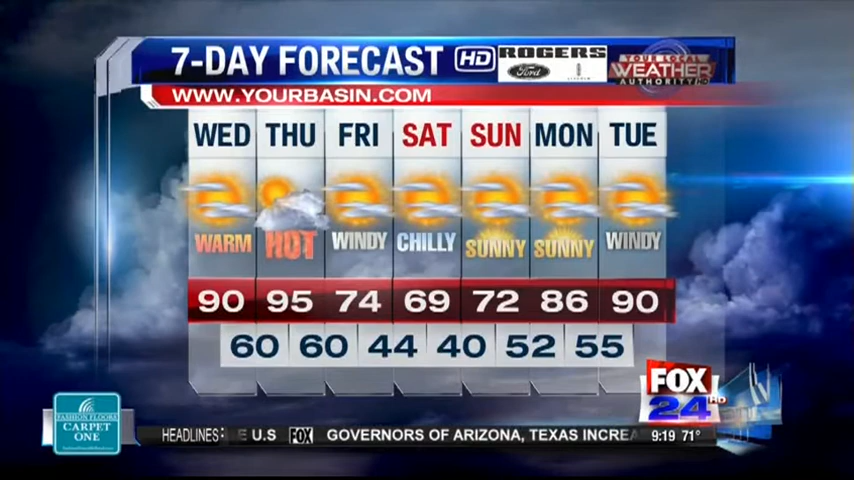 7-DAY FORECAST HD ROGERS
Ford LINCOLN
YOUR LOCAL
WEATHER
AUTHORITY HD
WWW.YOURBASIN.COM
WED THU FRI SAT SUN MON TUE
WARM HOT WINDY CHILLY SUNNY SUNNY WINDY
90 95 74 69 72 86 90
60 60 44 40 52 55
FOX HD
24
FASHION FLOORS
CARPET
ONE
HEADLINES: E U.S FOX GOVERNORS OF ARIZONA, TEXAS INCREA 9:19 71°